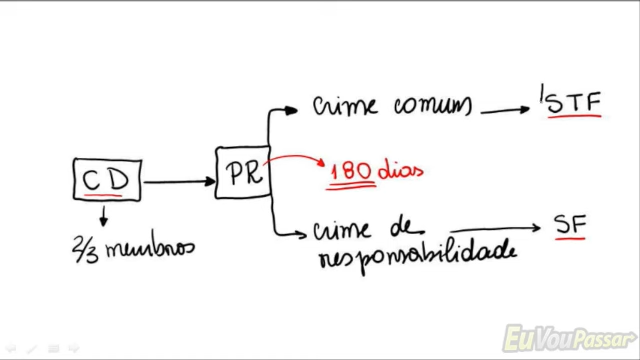 crime comum
STF
CD
PR
180 dias
2/3 membros
crime de
responsabilidade
SF
EuVouPassar